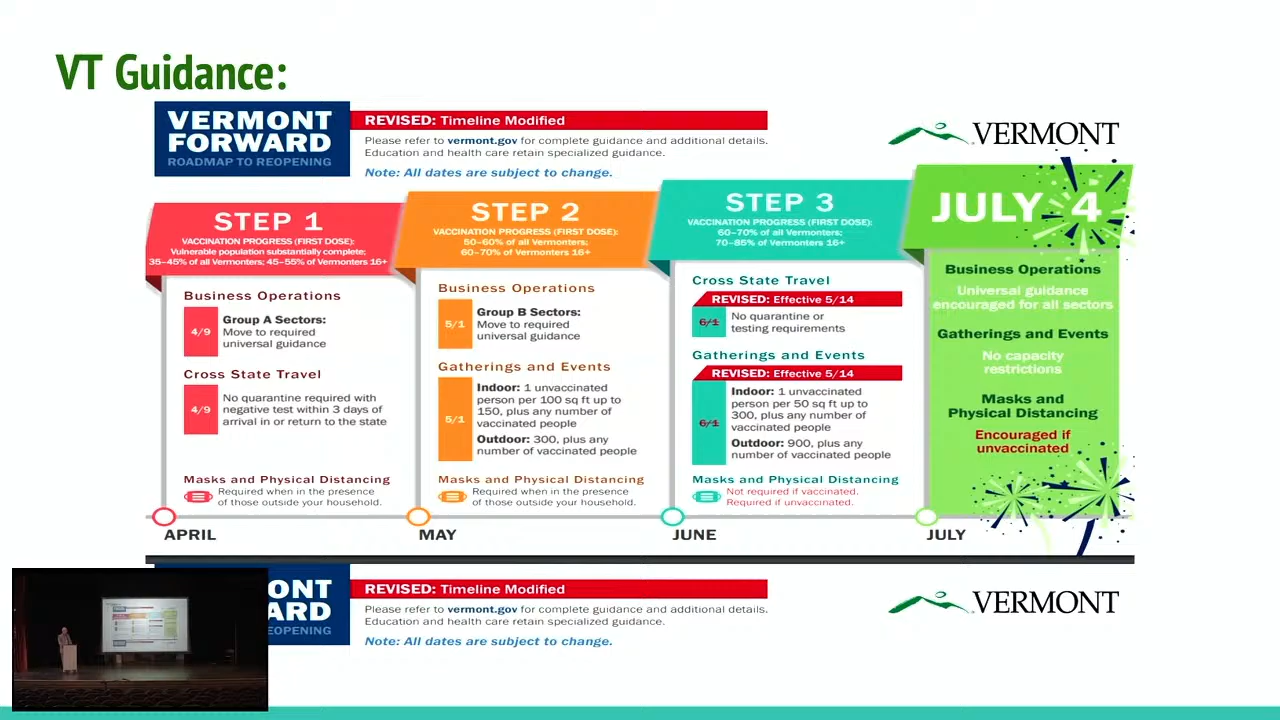 VT Guidance:
VERMONT
FORWARD
ROADMAP TO REOPENING
REVISED: Timeline Modified
Please refer to vermont.gov for complete guidance and additional details.
Education and health care retain specialized guidance.
Note: All dates are subject to change.
VERMONT
STEP 1
VACCINATION PROGRESS (FIRST DOSE):
Vulnerable population substantially complete;
35–45% of all Vermonters; 45–55% of Vermonters 16+
Business Operations
4/9
Group A Sectors:
Move to required
universal guidance
Cross State Travel
4/9
No quarantine required with
negative test within 3 days of
arrival in or return to the state
Masks and Physical Distancing
Required when in the presence
of those outside your household.
APRIL
STEP 2
VACCINATION PROGRESS (FIRST DOSE):
50–60% of all Vermonters;
60–70% of Vermonters 16+
Business Operations
5/1
Group B Sectors:
Move to required
universal guidance
Gatherings and Events
5/1
Indoor: 1 unvaccinated
person per 100 sq ft up to
150, plus any number of
vaccinated people
Outdoor: 300, plus any
number of vaccinated people
Masks and Physical Distancing
Required when in the presence
of those outside your household.
MAY
STEP 3
VACCINATION PROGRESS (FIRST DOSE):
60–70% of all Vermonters;
70–85% of Vermonters 16+
Cross State Travel
REVISED: Effective 5/14
6/1
No quarantine or
testing requirements
Gatherings and Events
REVISED: Effective 5/14
6/1
Indoor: 1 unvaccinated
person per 50 sq ft up to
300, plus any number of
vaccinated people
Outdoor: 900, plus any
number of vaccinated people
Masks and Physical Distancing
Not required if vaccinated.
Required if unvaccinated.
JUNE
JULY 4
Business Operations
Universal guidance
encouraged for all sectors
Gatherings and Events
No capacity
restrictions
Masks and
Physical Distancing
Encouraged if
unvaccinated
JULY
ONT
ARD
EOPENING
REVISED: Timeline Modified
Please refer to vermont.gov for complete guidance and additional details.
Education and health care retain specialized guidance.
Note: All dates are subject to change.
VERMONT